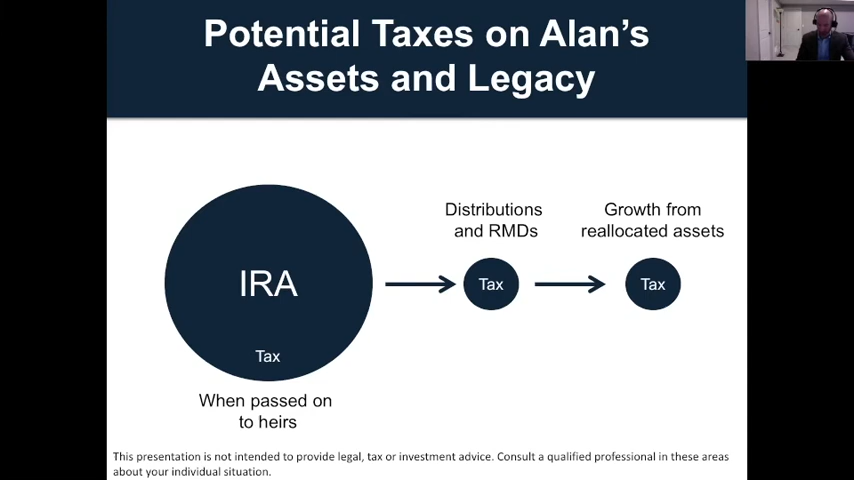 Potential Taxes on Alan's
Assets and Legacy
Distributions
and RMDs
Growth from
reallocated assets
IRA
Tax
Tax
Tax
When passed on
to heirs
This presentation is not intended to provide legal, tax or investment advice. Consult a qualified professional in these areas
about your individual situation.